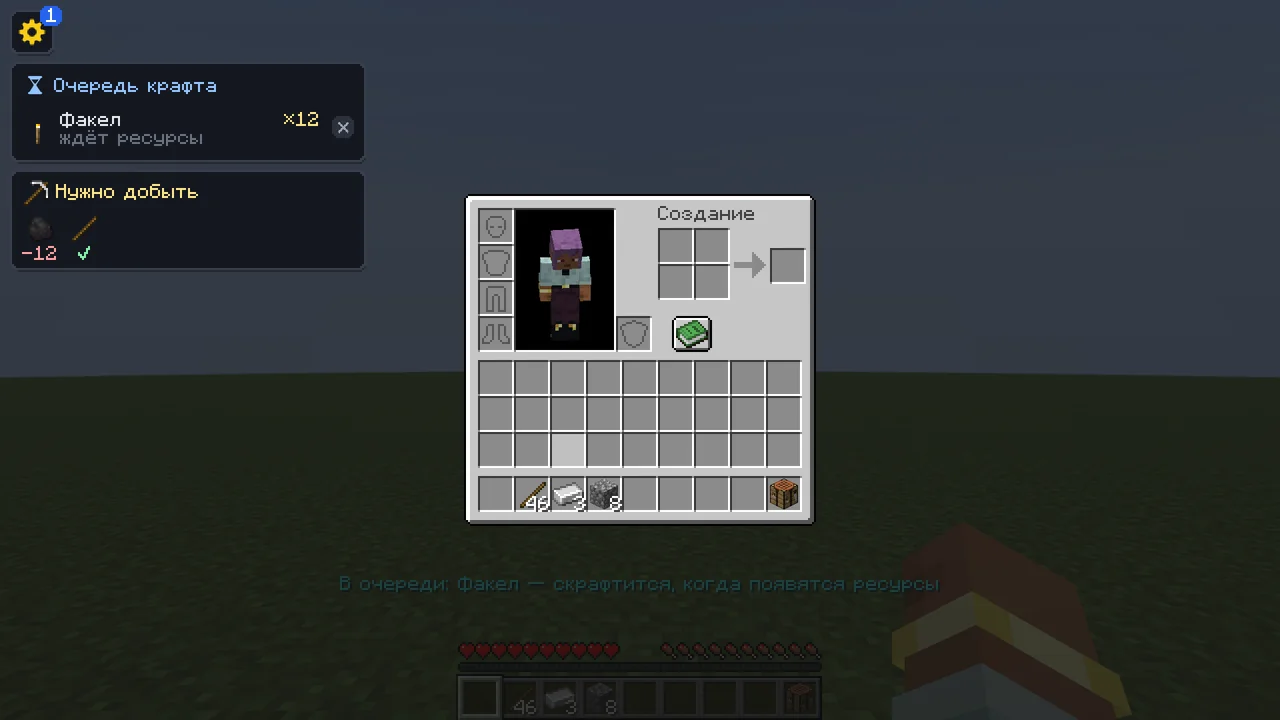 1
Очередь крафта
Факел ×12
ждёт ресурсы
Нужно добыть
-12
Создание
46 3 8
В очереди: Факел — скрафтится, когда появятся ресурсы
46 3 8